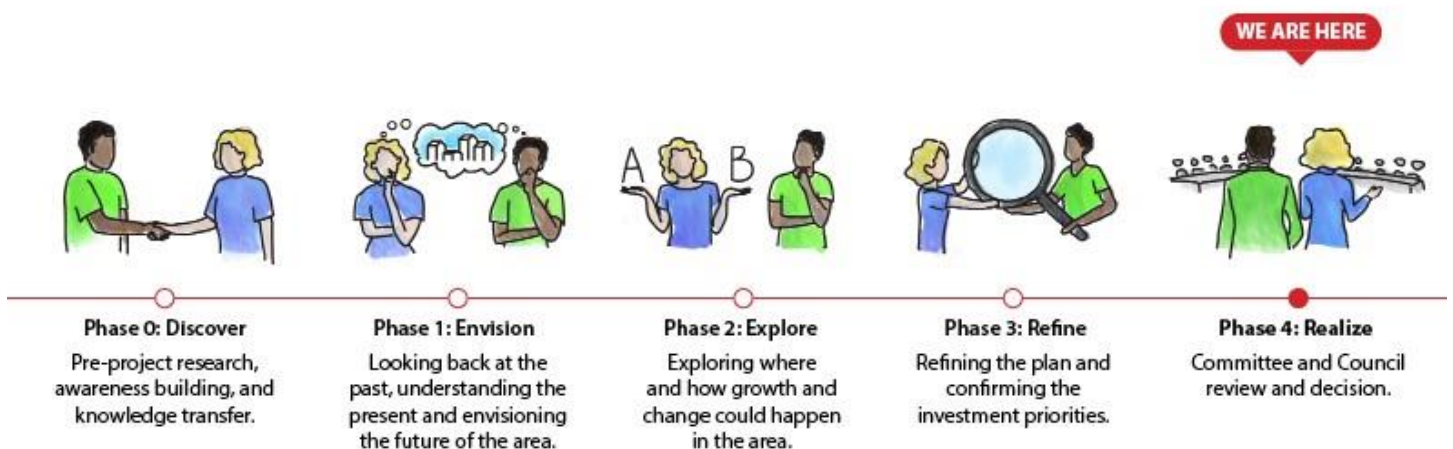 WE ARE HERE
A B
Phase 0: Discover
Pre-project research,
awareness building, and
knowledge transfer.
Phase 1: Envision
Looking back at the
past, understanding the
present and envisioning
the future of the area.
Phase 2: Explore
Exploring where
and how growth and
change could happen
in the area.
Phase 3: Refine
Refining the plan and
confirming the
investment priorities.
Phase 4: Realize
Committee and Council
review and decision.